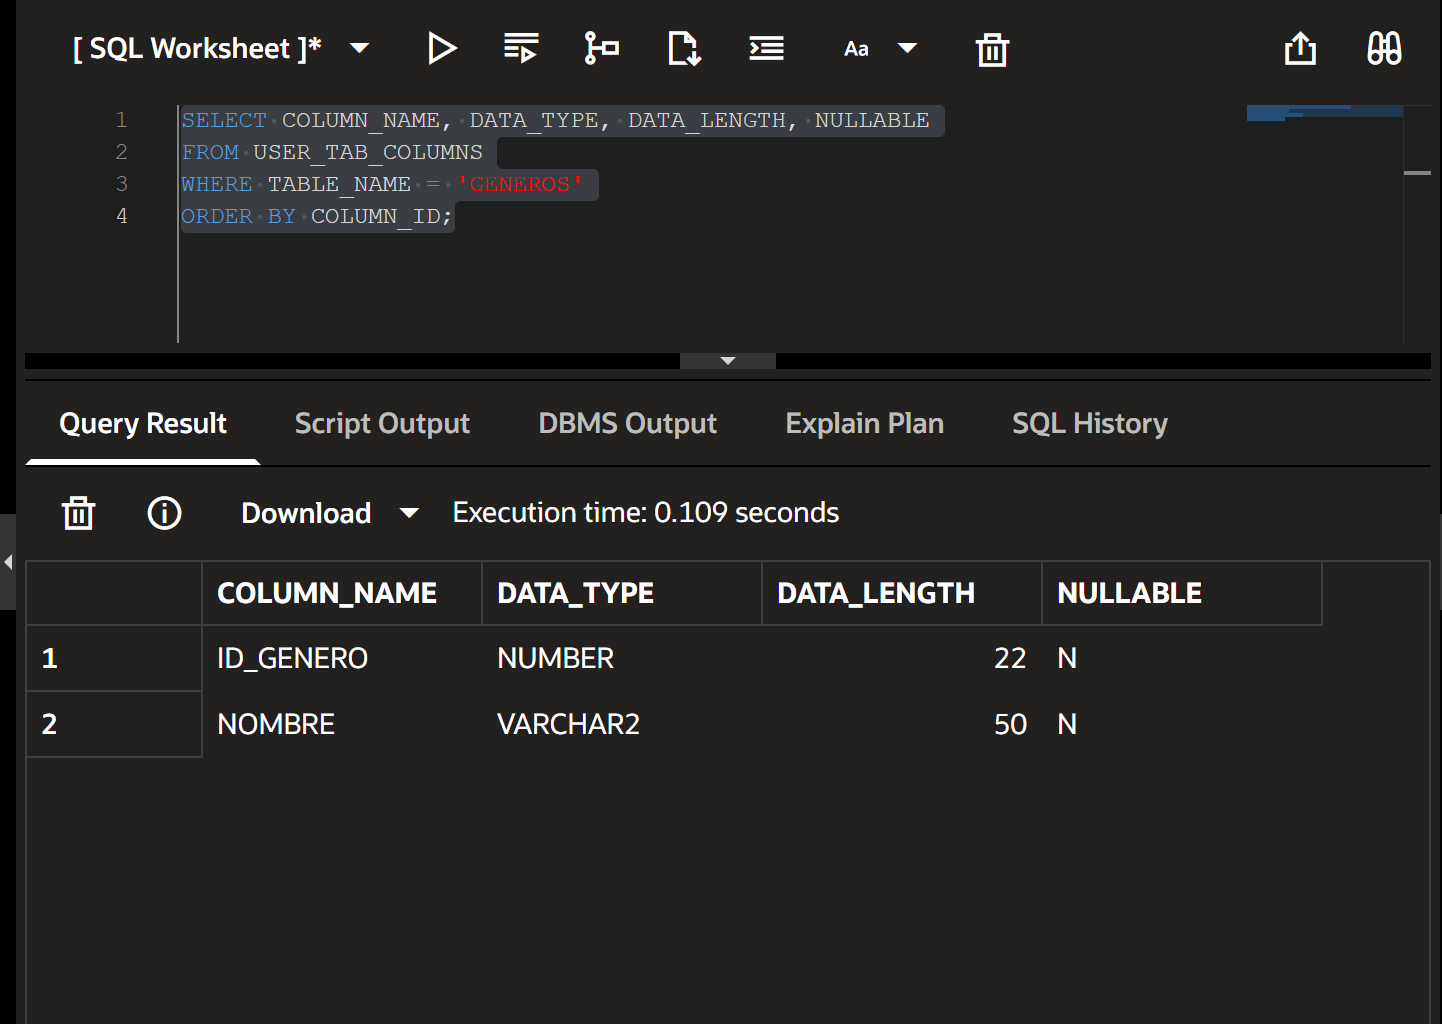 [ SQL Worksheet ]* Aa
1 SELECT COLUMN_NAME, DATA_TYPE, DATA_LENGTH, NULLABLE
2 FROM USER_TAB_COLUMNS
3 WHERE TABLE_NAME = 'GENEROS'
4 ORDER BY COLUMN_ID;
Query Result Script Output DBMS Output Explain Plan SQL History
Download Execution time: 0.109 seconds
COLUMN_NAME DATA_TYPE DATA_LENGTH NULLABLE
1 ID_GENERO NUMBER 22 N
2 NOMBRE VARCHAR2 50 N